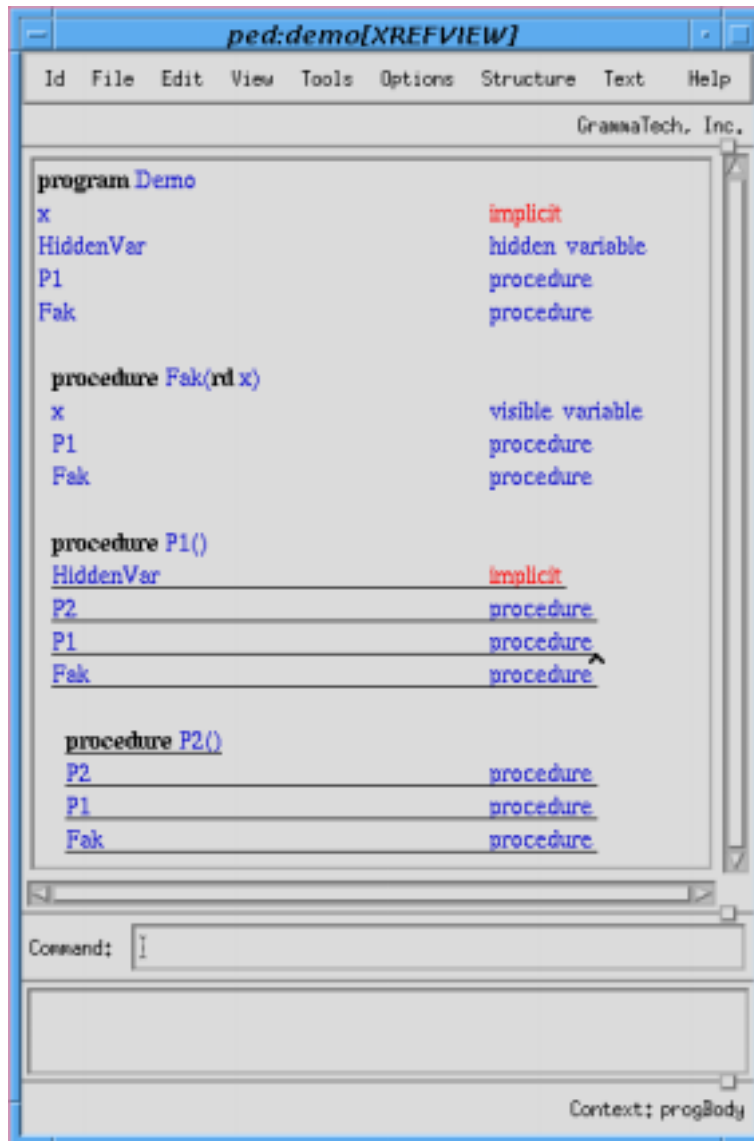 ped:demo[XREFVIEW]
Id File Edit View Tools Options Structure Text Help
GrammaTech, Inc.
program Demo
x implicit
HiddenVar hidden variable
P1 procedure
Fak procedure
procedure Fak(rd x)
x visible variable
P1 procedure
Fak procedure
procedure P1()
HiddenVar implicit
P2 procedure
P1 procedure
Fak procedure
procedure P2()
P2 procedure
P1 procedure
Fak procedure
Command:
Context: progBody